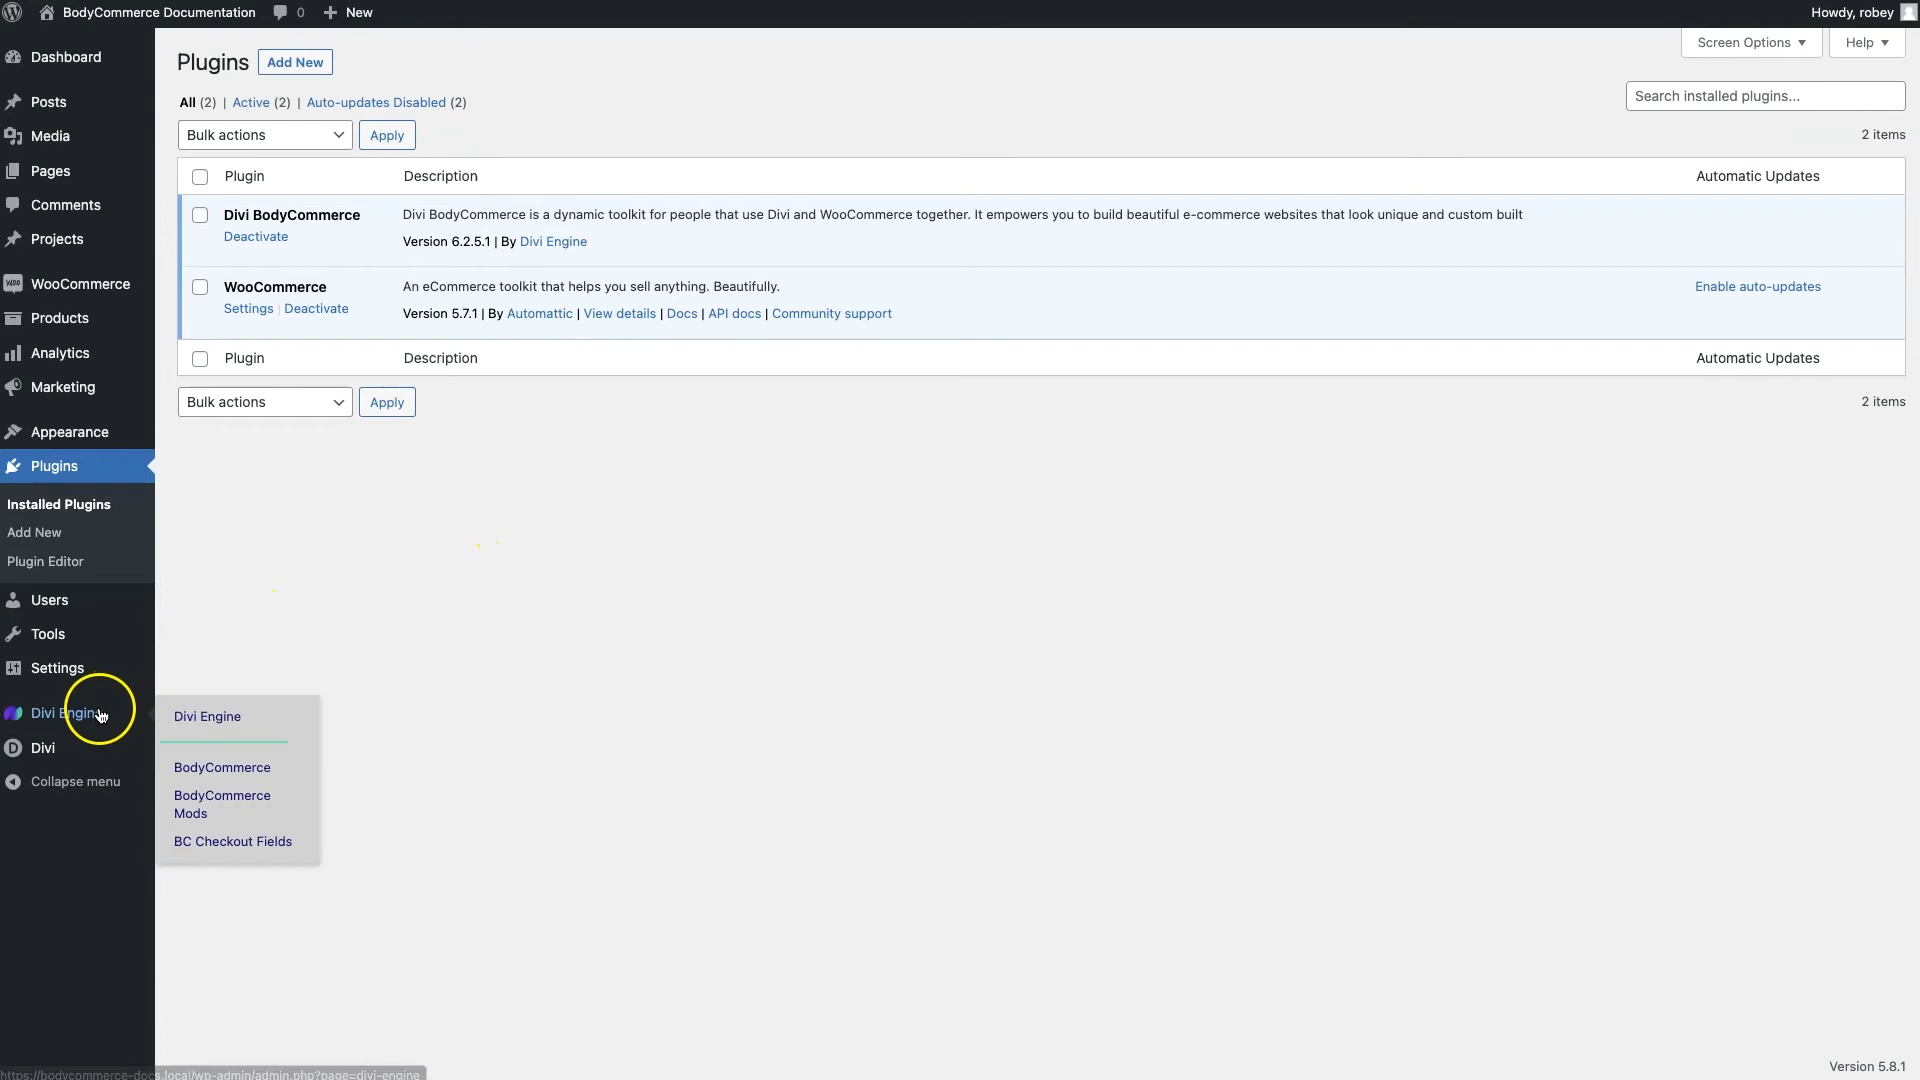 BodyCommerce Documentation 0 New Howdy, robey
Dashboard
Posts
Media
Pages
Comments
Projects
WooCommerce
Products
Analytics
Marketing
Appearance
Plugins
Installed Plugins
Add New
Plugin Editor
Users
Tools
Settings
Divi Engin
Divi
Collapse menu
Divi Engine
BodyCommerce
BodyCommerce
Mods
BC Checkout Fields
Screen Options Help
Plugins Add New
All (2) | Active (2) | Auto-updates Disabled (2)
Search installed plugins...
Bulk actions Apply 2 items
Plugin Description Automatic Updates
Divi BodyCommerce Divi BodyCommerce is a dynamic toolkit for people that use Divi and WooCommerce together. It empowers you to build beautiful e-commerce websites that look unique and custom built
Deactivate
Version 6.2.5.1 | By Divi Engine
WooCommerce An eCommerce toolkit that helps you sell anything. Beautifully. Enable auto-updates
Settings | Deactivate
Version 5.7.1 | By Automattic | View details | Docs | API docs | Community support
Plugin Description Automatic Updates
Bulk actions Apply 2 items
Version 5.8.1
https://bodycommerce-docs.local/wp-admin/admin.php?page=divi-engine